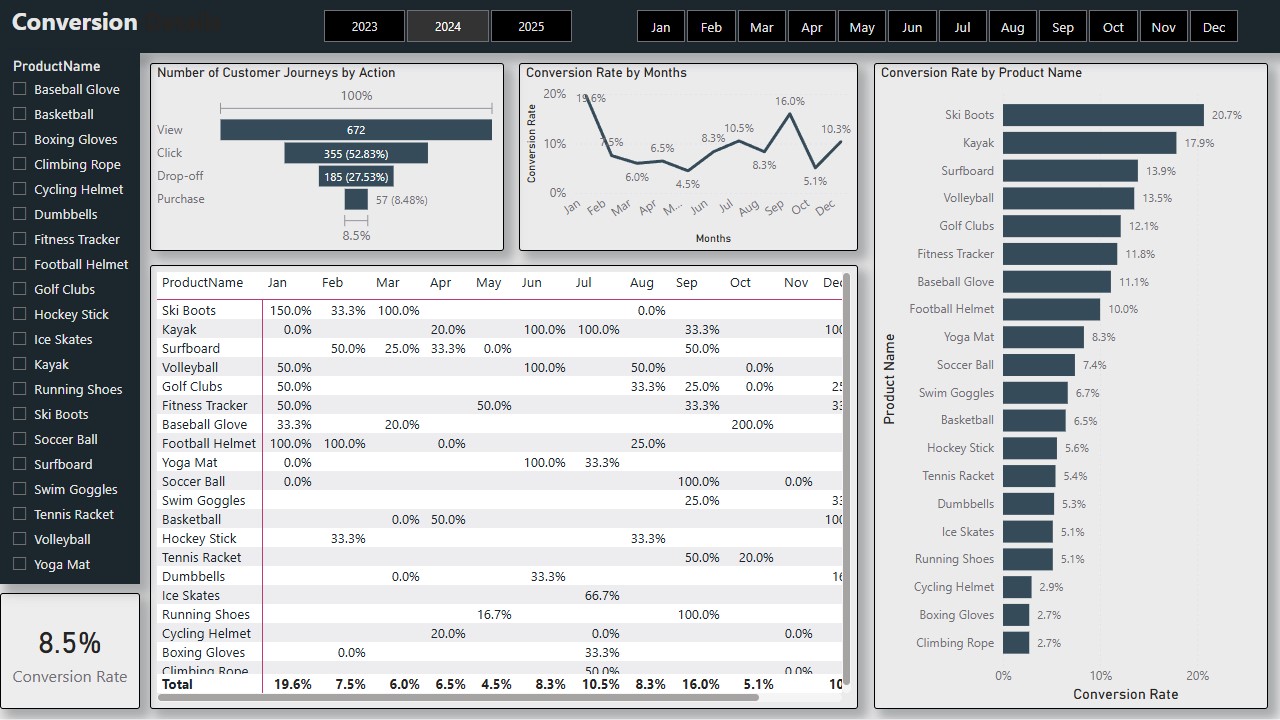 Conversion Details
2023 2024 2025
Jan Feb Mar Apr May Jun Jul Aug Sep Oct Nov Dec
ProductName
Baseball Glove
Basketball
Boxing Gloves
Climbing Rope
Cycling Helmet
Dumbbells
Fitness Tracker
Football Helmet
Golf Clubs
Hockey Stick
Ice Skates
Kayak
Running Shoes
Ski Boots
Soccer Ball
Surfboard
Swim Goggles
Tennis Racket
Volleyball
Yoga Mat
8.5%
Conversion Rate
Number of Customer Journeys by Action
100%
View 672
Click 355 (52.83%)
Drop-off 185 (27.53%)
Purchase 57 (8.48%)
8.5%
Conversion Rate by Months
Conversion Rate
20%
10%
0%
19.6% 7.5% 6.0% 6.5% 4.5% 8.3% 10.5% 8.3% 16.0% 5.1% 10.3%
Jan Feb Mar Apr M... Jun Jul Aug Sep Oct Dec
Months
ProductName Jan Feb Mar Apr May Jun Jul Aug Sep Oct Nov Dec
Ski Boots 150.0% 33.3% 100.0% 0.0%
Kayak 0.0% 20.0% 100.0% 100.0% 33.3% 100
Surfboard 50.0% 25.0% 33.3% 0.0% 50.0%
Volleyball 50.0% 100.0% 50.0% 0.0%
Golf Clubs 50.0% 33.3% 25.0% 0.0% 25
Fitness Tracker 50.0% 50.0% 33.3% 33
Baseball Glove 33.3% 20.0% 200.0%
Football Helmet 100.0% 100.0% 0.0% 25.0%
Yoga Mat 0.0% 100.0% 33.3%
Soccer Ball 0.0% 100.0% 0.0%
Swim Goggles 25.0% 33
Basketball 0.0% 50.0% 100
Hockey Stick 33.3% 33.3%
Tennis Racket 50.0% 20.0%
Dumbbells 0.0% 33.3% 16
Ice Skates 66.7%
Running Shoes 16.7% 100.0%
Cycling Helmet 20.0% 0.0% 0.0%
Boxing Gloves 0.0% 33.3%
Climbing Rope 50.0% 0.0%
Total 19.6% 7.5% 6.0% 6.5% 4.5% 8.3% 10.5% 8.3% 16.0% 5.1% 10
Conversion Rate by Product Name
Product Name
Ski Boots 20.7%
Kayak 17.9%
Surfboard 13.9%
Volleyball 13.5%
Golf Clubs 12.1%
Fitness Tracker 11.8%
Baseball Glove 11.1%
Football Helmet 10.0%
Yoga Mat 8.3%
Soccer Ball 7.4%
Swim Goggles 6.7%
Basketball 6.5%
Hockey Stick 5.6%
Tennis Racket 5.4%
Dumbbells 5.3%
Ice Skates 5.1%
Running Shoes 5.1%
Cycling Helmet 2.9%
Boxing Gloves 2.7%
Climbing Rope 2.7%
0% 10% 20%
Conversion Rate